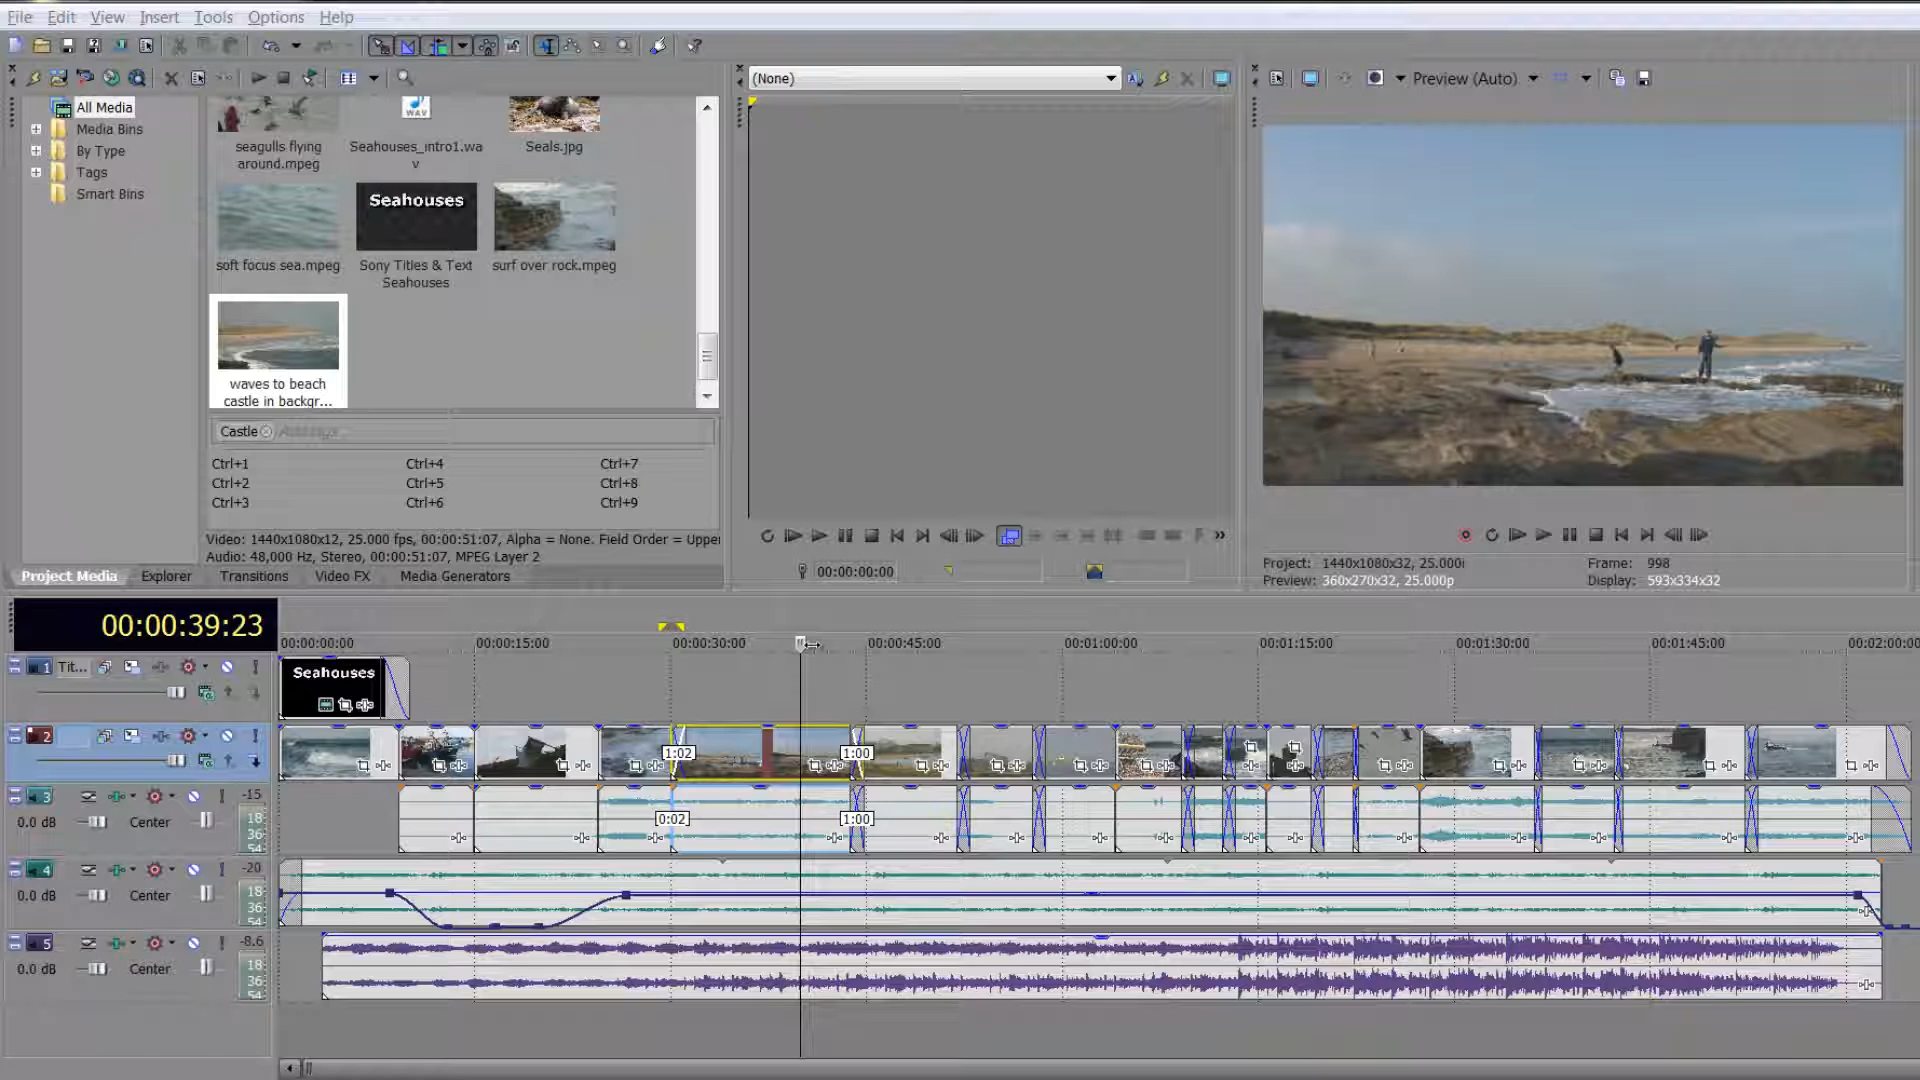 File Edit View Insert Tools Options Help
(None)
Preview (Auto)
All Media
Media Bins
By Type
Tags
Smart Bins
seagulls flying
around.mpeg
WAV
Seahouses_intro1.wa
v
Seals.jpg
soft focus sea.mpeg
Seahouses
Sony Titles & Text
Seahouses
surf over rock.mpeg
waves to beach
castle in backgr...
Castle
Ctrl+1 Ctrl+4 Ctrl+7
Ctrl+2 Ctrl+5 Ctrl+8
Ctrl+3 Ctrl+6 Ctrl+9
Video: 1440x1080x12, 25.000 fps, 00:00:51:07, Alpha = None. Field Order = Upper
Audio: 48,000 Hz, Stereo, 00:00:51:07, MPEG Layer 2
Project Media Explorer Transitions Video FX Media Generators
00:00:00:00
Project: 1440x1080x32, 25.000i Frame: 998
Preview: 360x270x32, 25.000p Display: 593x334x32
00:00:39:23
00:00:00:00 00:00:15:00 00:00:30:00 00:00:45:00 00:01:00:00 00:01:15:00 00:01:30:00 00:01:45:00 00:02:00:00
1 Tit...
Seahouses
2
1:02 1:00
3 -15
0.0 dB Center 18
36
54
0:02 1:00
4 -20
0.0 dB Center 18
36
54
5 -8.6
0.0 dB Center 18
36
54